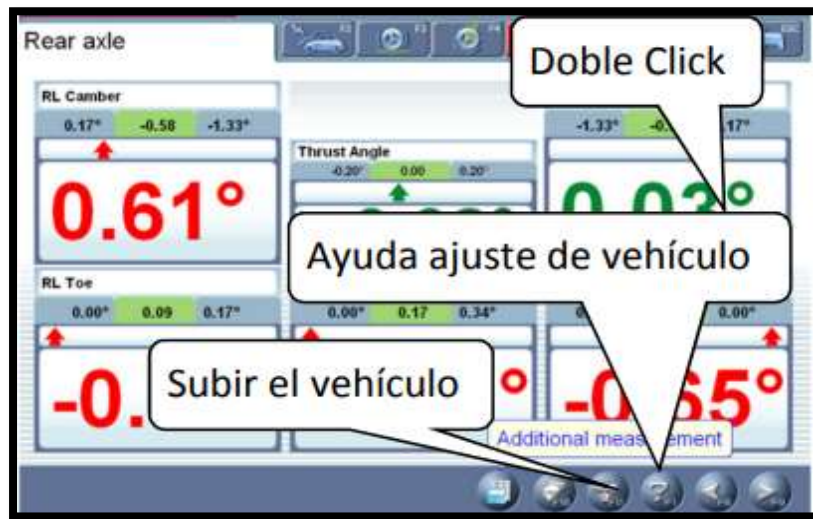 Rear axle
Doble Click
RL Camber
0.17° -0.58 -1.33°
-1.33°
Thrust Angle
-0.20° 0.00 0.20°
0.61°
0.03°
Ayuda ajuste de vehículo
RL Toe
0.00° 0.09 0.17°
0.00° 0.17 0.34°
0.00°
Subir el vehículo
Additional